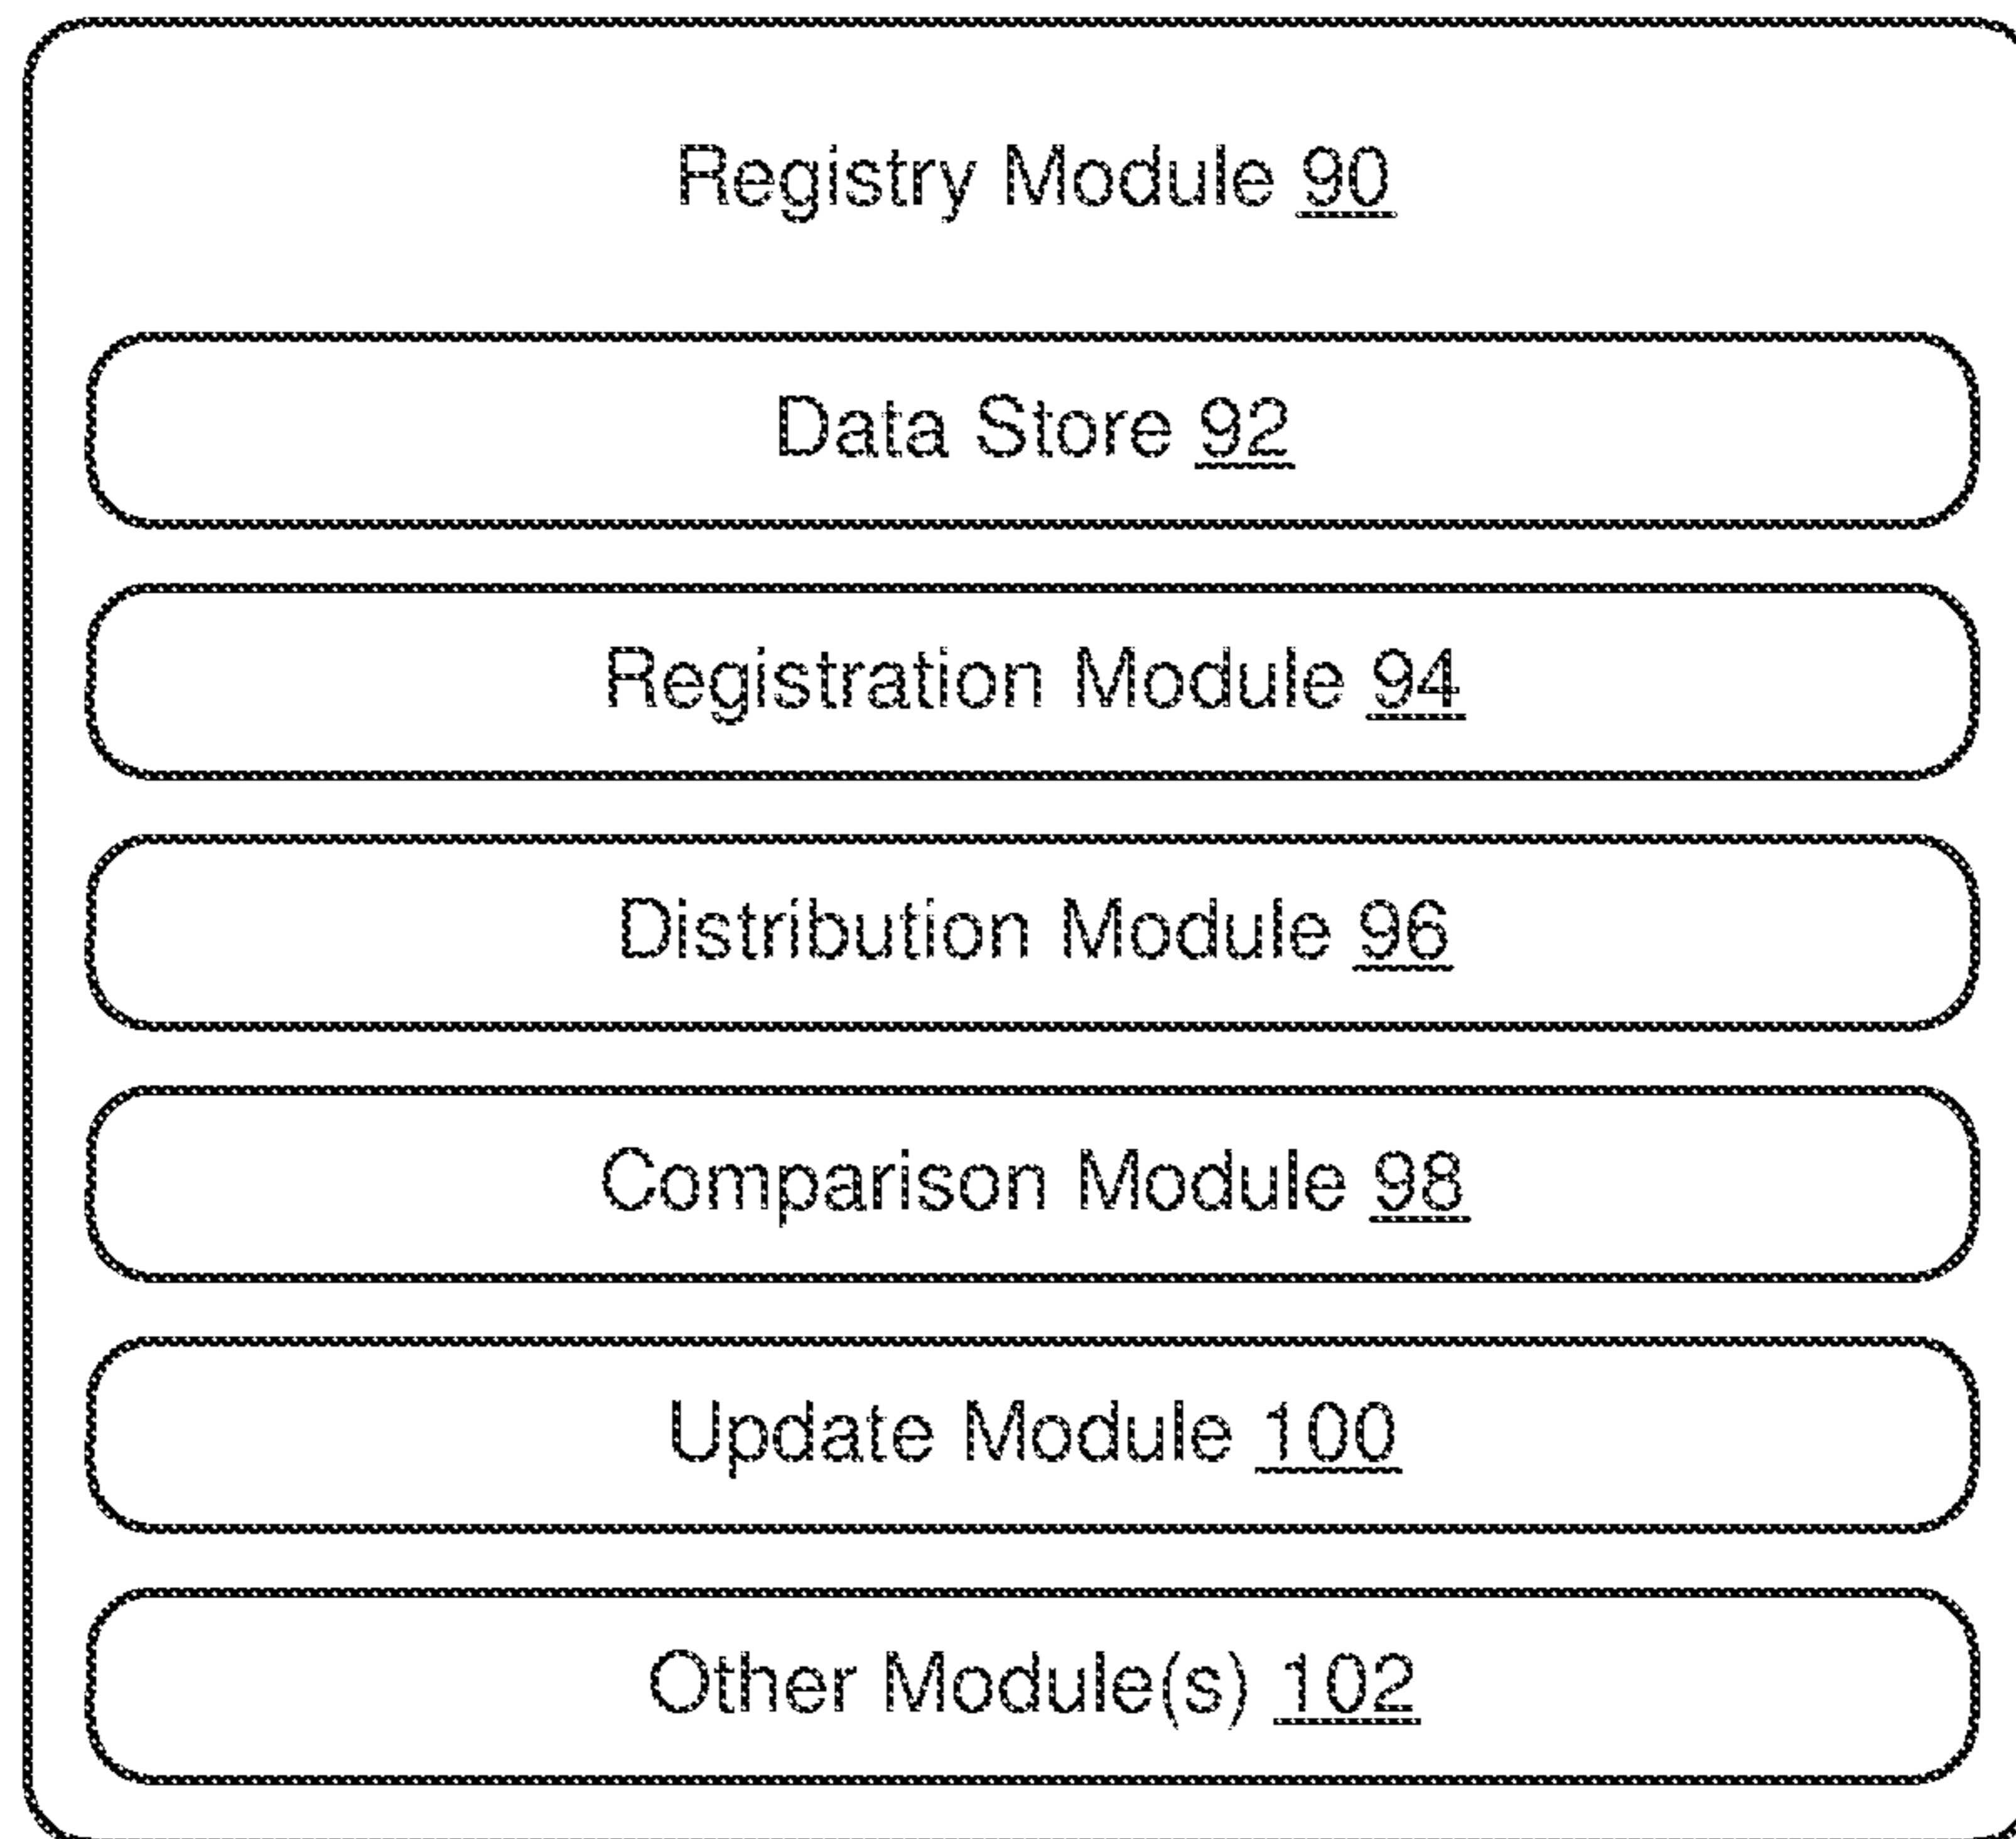 Registry Module 90
Data Store 92
Registration Module 94
Distribution Module 96
Comparison Module 98
Update Module 100
Other Module(s) 102